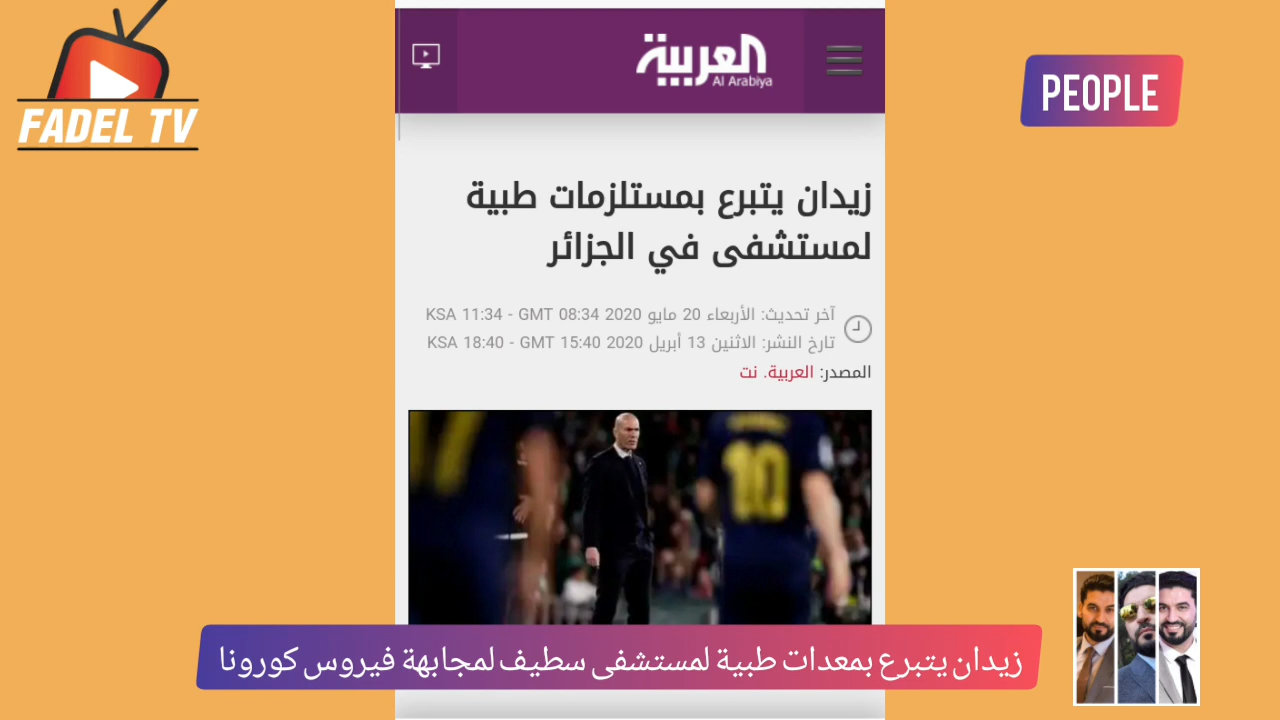 FADEL TV
العربية
Al Arabiya
PEOPLE
زيدان يتبرع بمستلزمات طبية
لمستشفى في الجزائر
آخر تحديث: الأربعاء 20 مايو 2020 KSA 11:34 - GMT 08:34
تارخ النشر: الاثنين 13 أبريل 2020 KSA 18:40 - GMT 15:40
المصدر: العربية. نت
10
زيدان يتبرع بمعدات طبية لمستشفى سطيف لمجابهة فيروس كورونا